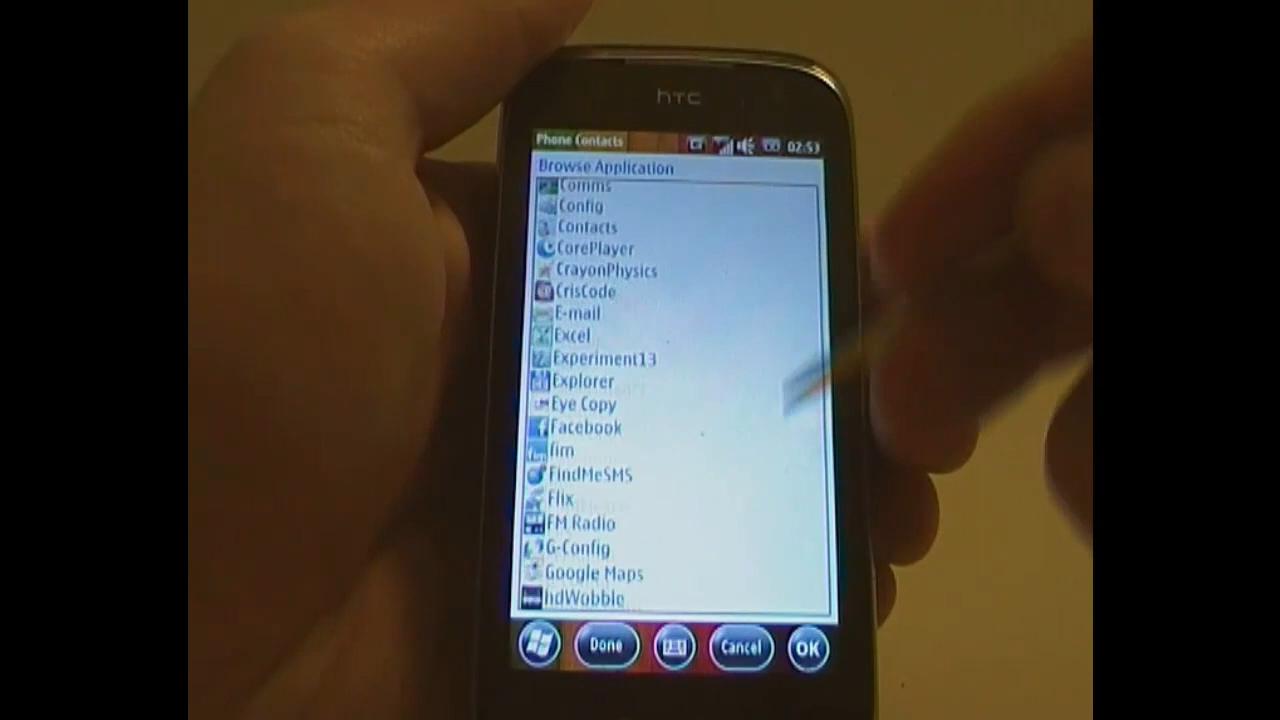 hTC
Phone Contacts 02:53
Browse Application
Comms
Config
Contacts
CorePlayer
CrayonPhysics
CrisCode
E-mail
Excel
Experiment13
Explorer
Eye Copy
Facebook
fim
FindMeSMS
Flix
FM Radio
G-Config
Google Maps
hdWobble
Done Cancel OK